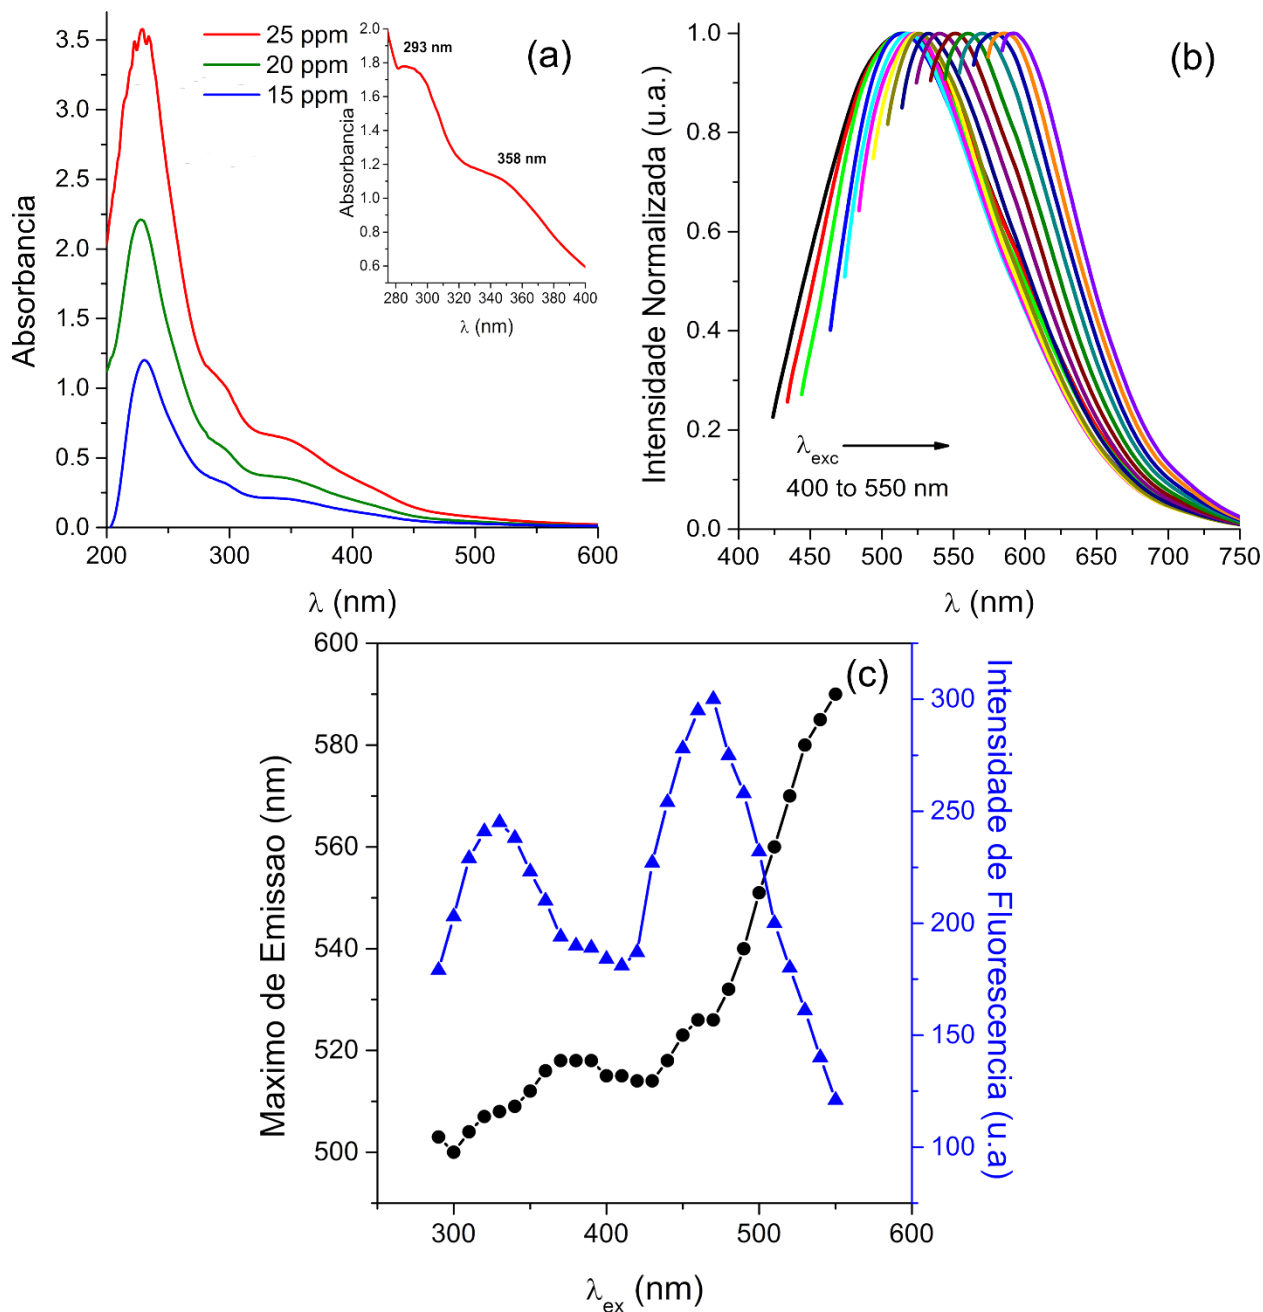 (a)
25 ppm
20 ppm
15 ppm
Absorbancia
3.5
3.0
2.5
2.0
1.5
1.0
0.5
0.0
200 300 400 500 600
λ (nm)
293 nm
358 nm
Absorbancia
2.0
1.8
1.6
1.4
1.2
1.0
0.8
0.6
280 300 320 340 360 380 400
λ (nm)
(b)
Intensidade Normalizada (u.a.)
1.0
0.8
0.6
0.4
0.2
0.0
λexc
400 to 550 nm
400 450 500 550 600 650 700 750
λ (nm)
(c)
Maximo de Emissao (nm)
600
580
560
540
520
500
300 400 500 600
λex (nm)
300
250
200
150
100
Intensidade de Fluorescencia (u.a)